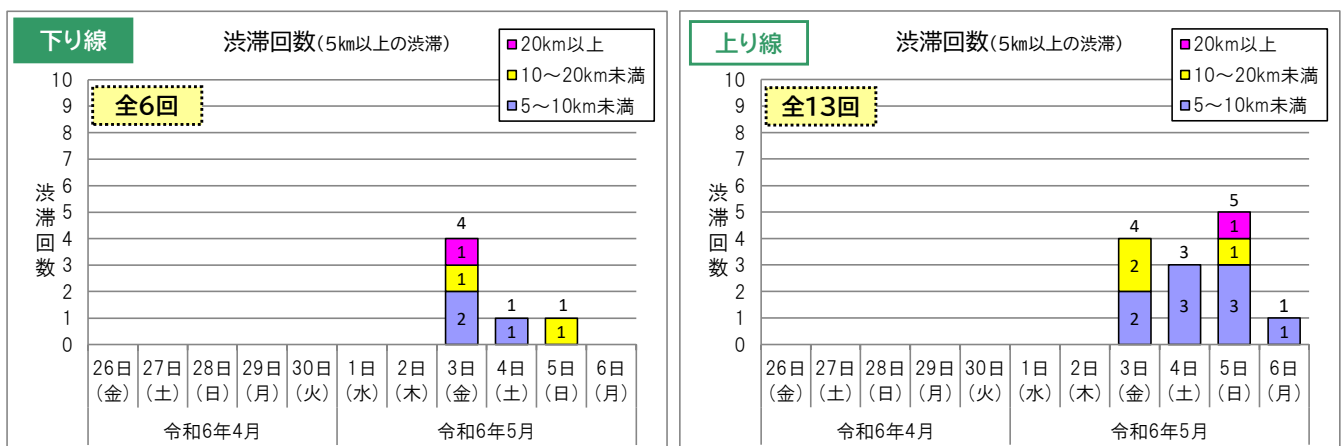 下り線
渋滞回数(5km以上の渋滞)
20km以上
10～20km未満
5～10km未満
全6回
渋滞回数
10
9
8
7
6
5
4
3
2
1
0
4
1
1
2
1
1
1
1
26日 27日 28日 29日 30日 1日 2日 3日 4日 5日 6日
(金) (土) (日) (月) (火) (水) (木) (金) (土) (日) (月)
令和6年4月 令和6年5月
上り線
渋滞回数(5km以上の渋滞)
20km以上
10～20km未満
5～10km未満
全13回
渋滞回数
10
9
8
7
6
5
4
3
2
1
0
4
2
2
3
3
5
1
1
3
1
1
26日 27日 28日 29日 30日 1日 2日 3日 4日 5日 6日
(金) (土) (日) (月) (火) (水) (木) (金) (土) (日) (月)
令和6年4月 令和6年5月